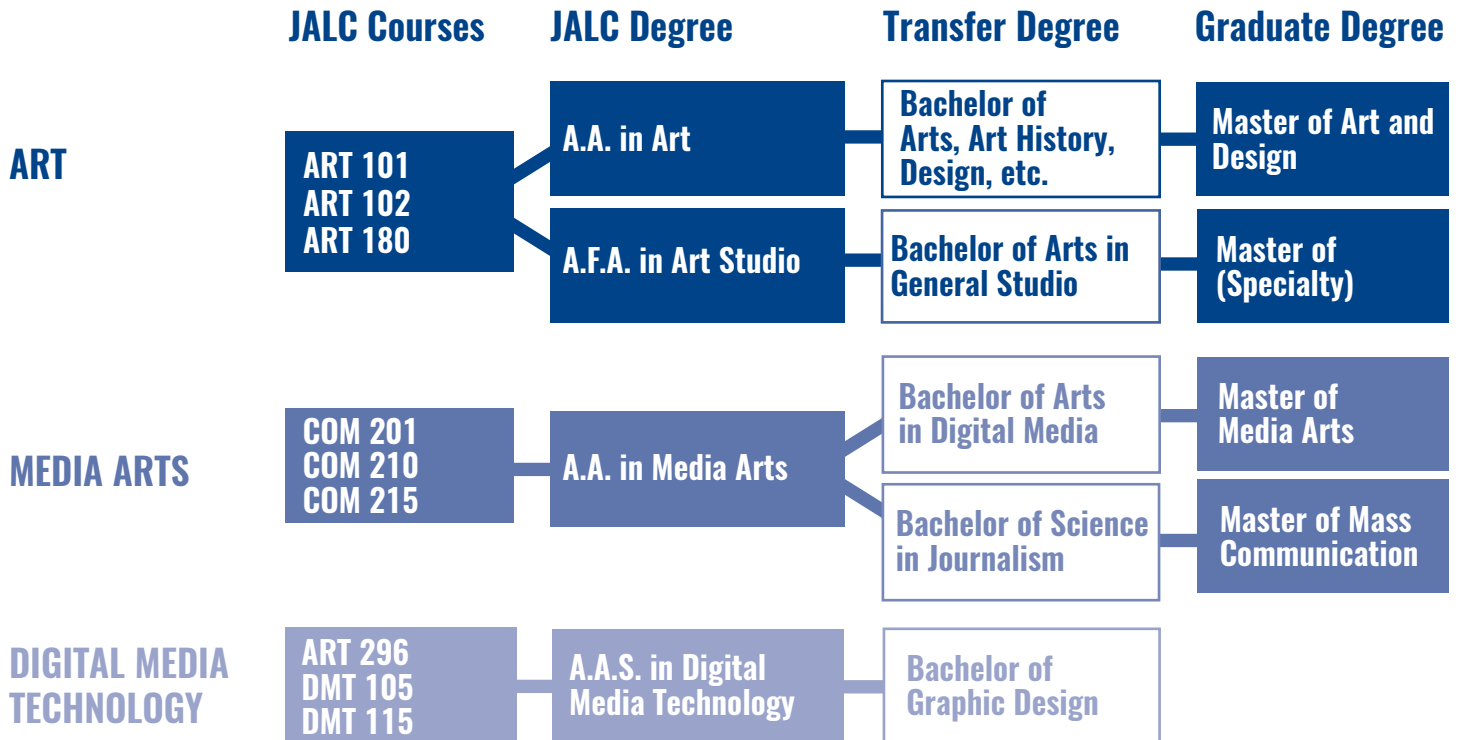 JALC Courses
JALC Degree
Transfer Degree
Graduate Degree
ART
ART 101
ART 102
ART 180
A.A. in Art
Bachelor of
Arts, Art History,
Design, etc.
Master of Art and
Design
A.F.A. in Art Studio
Bachelor of Arts in
General Studio
Master of
(Specialty)
MEDIA ARTS
COM 201
COM 210
COM 215
A.A. in Media Arts
Bachelor of Arts
in Digital Media
Master of
Media Arts
Bachelor of Science
in Journalism
Master of Mass
Communication
DIGITAL MEDIA
TECHNOLOGY
ART 296
DMT 105
DMT 115
A.A.S. in Digital
Media Technology
Bachelor of
Graphic Design